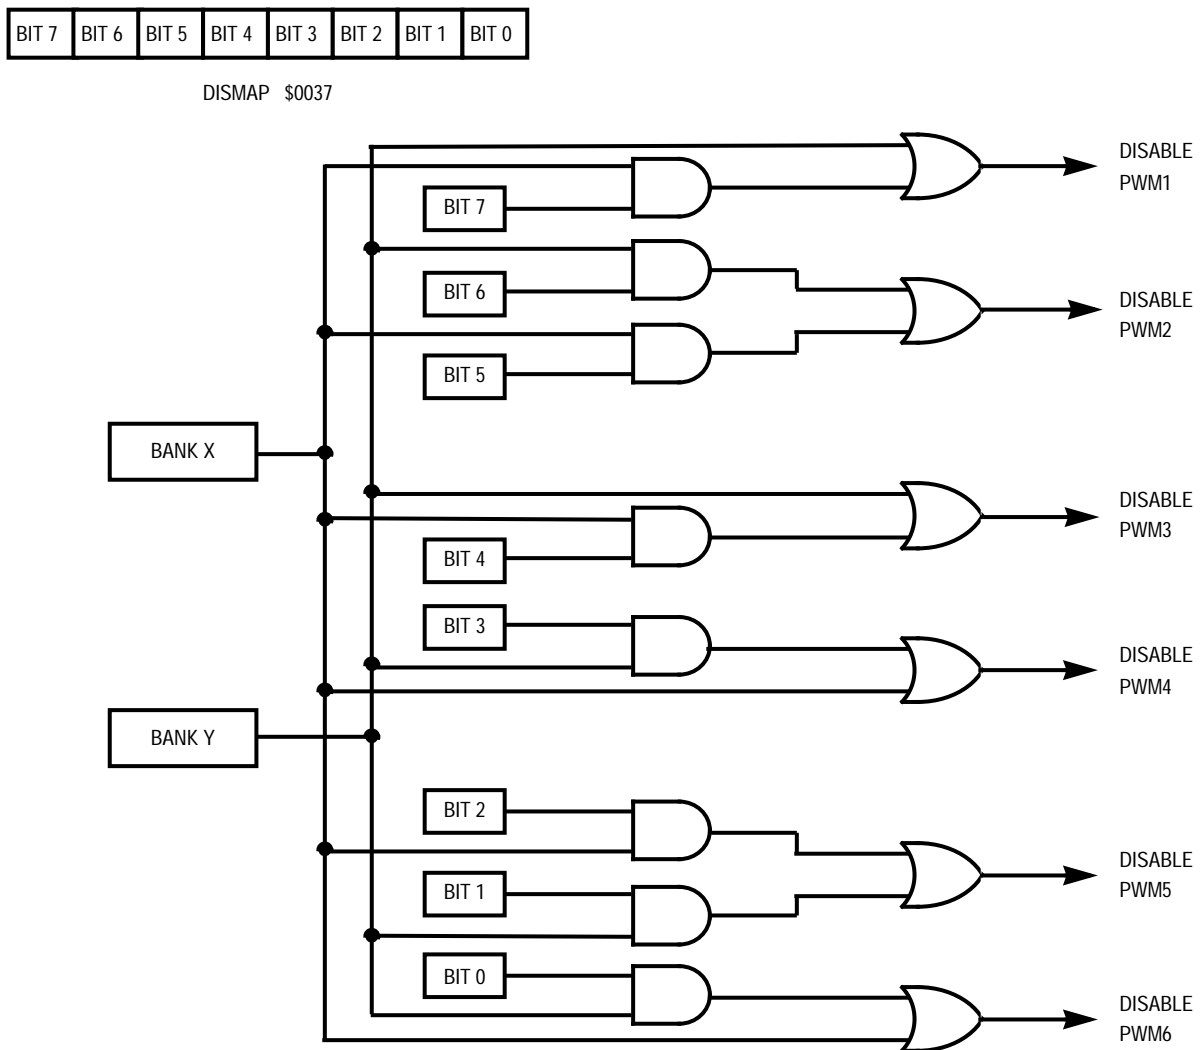 BIT 7 BIT 6 BIT 5 BIT 4 BIT 3 BIT 2 BIT 1 BIT 0
DISMAP $0037
DISABLE
PWM1
BIT 7
BIT 6
DISABLE
PWM2
BIT 5
BANK X
DISABLE
PWM3
BIT 4
BIT 3
DISABLE
PWM4
BANK Y
BIT 2
DISABLE
PWM5
BIT 1
BIT 0
DISABLE
PWM6